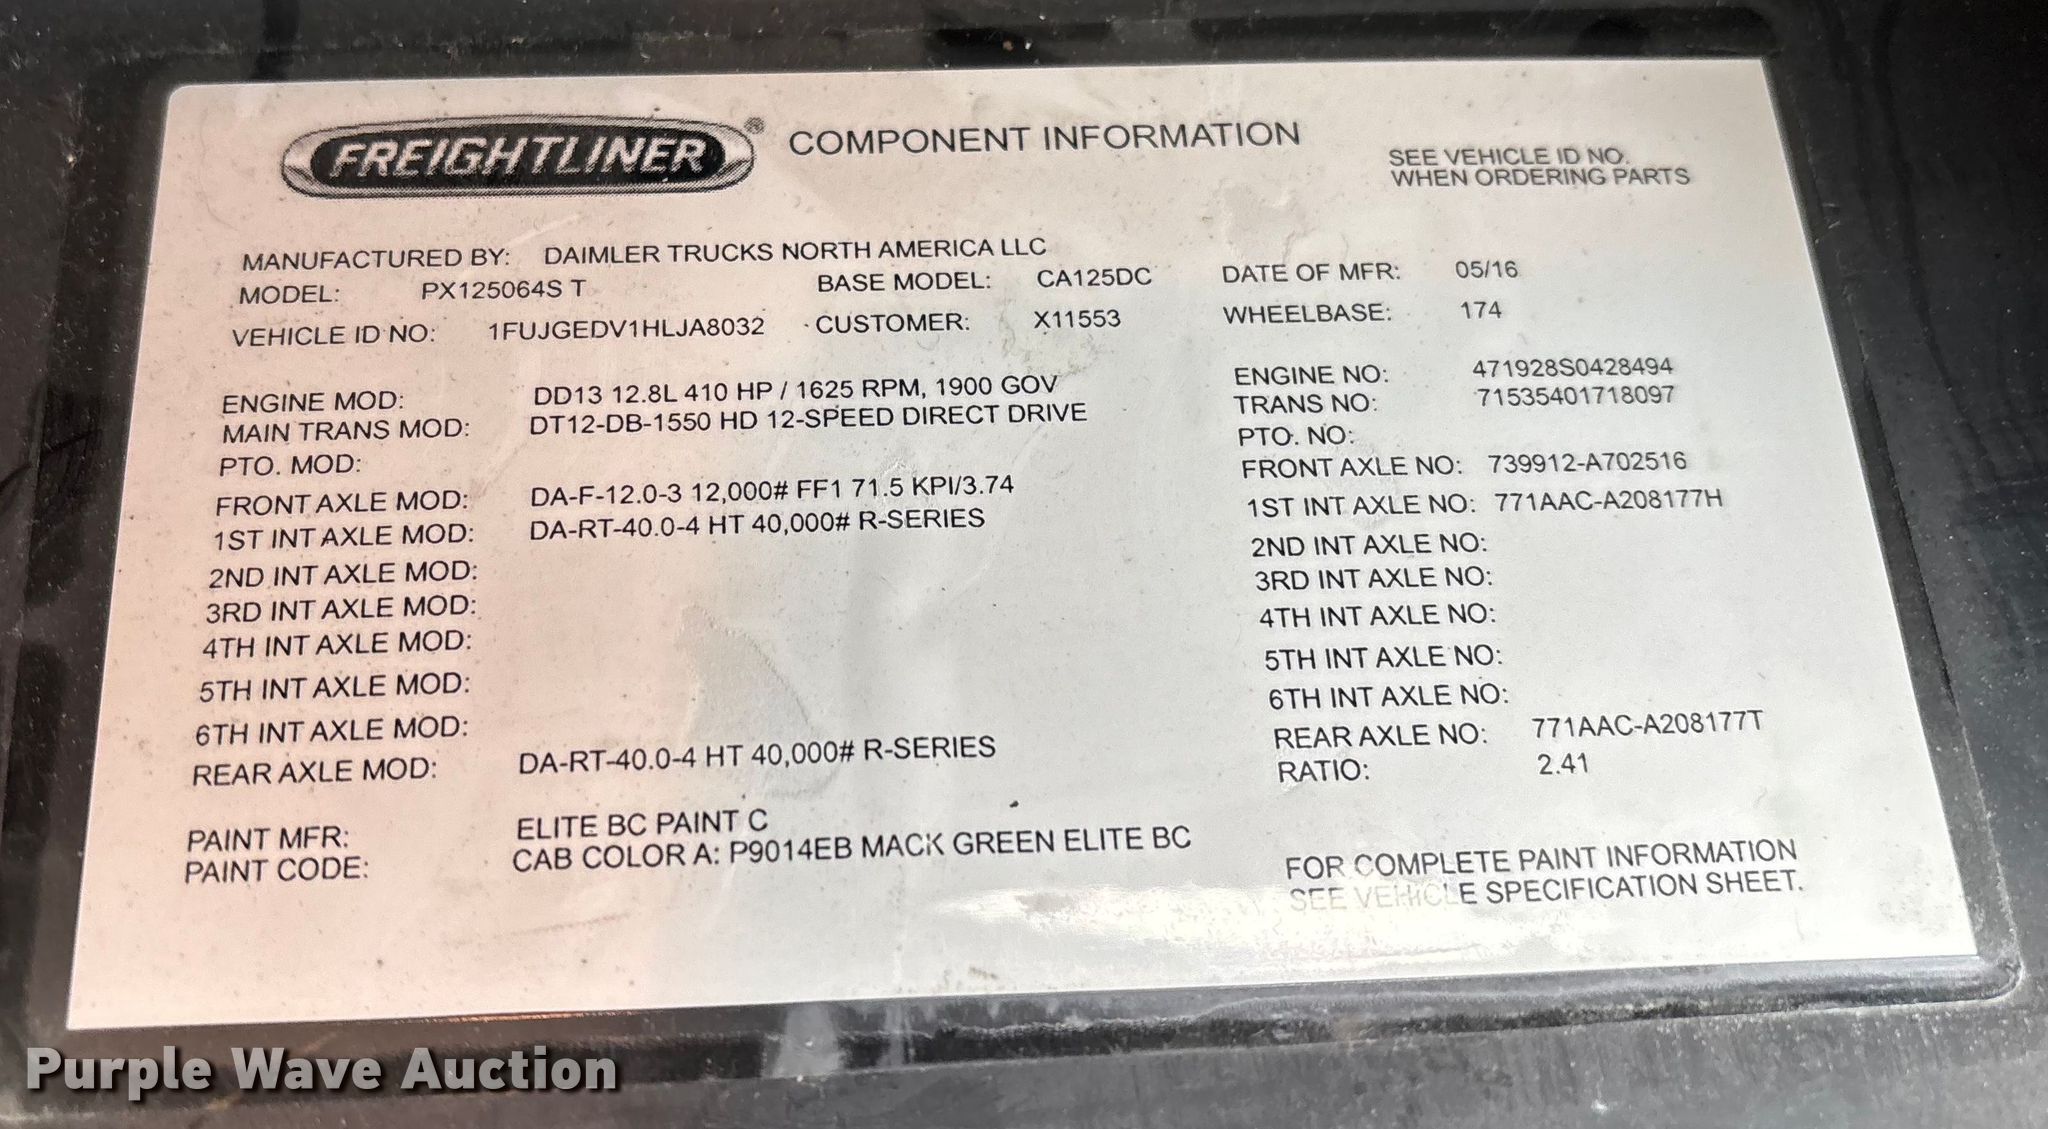 FREIGHTLINER® COMPONENT INFORMATION
SEE VEHICLE ID NO.
WHEN ORDERING PARTS
MANUFACTURED BY: DAIMLER TRUCKS NORTH AMERICA LLC
MODEL: PX125064S T BASE MODEL: CA125DC DATE OF MFR: 05/16
VEHICLE ID NO: 1FUJGEDV1HLJA8032 CUSTOMER: X11553 WHEELBASE: 174
ENGINE MOD: DD13 12.8L 410 HP / 1625 RPM, 1900 GOV ENGINE NO: 471928S0428494
MAIN TRANS MOD: DT12-DB-1550 HD 12-SPEED DIRECT DRIVE TRANS NO: 71535401718097
PTO. MOD: PTO. NO:
FRONT AXLE MOD: DA-F-12.0-3 12,000# FF1 71.5 KPI/3.74 FRONT AXLE NO: 739912-A702516
1ST INT AXLE MOD: DA-RT-40.0-4 HT 40,000# R-SERIES 1ST INT AXLE NO: 771AAC-A208177H
2ND INT AXLE MOD: 2ND INT AXLE NO:
3RD INT AXLE MOD: 3RD INT AXLE NO:
4TH INT AXLE MOD: 4TH INT AXLE NO:
5TH INT AXLE MOD: 5TH INT AXLE NO:
6TH INT AXLE MOD: 6TH INT AXLE NO:
REAR AXLE MOD: DA-RT-40.0-4 HT 40,000# R-SERIES REAR AXLE NO: 771AAC-A208177T
RATIO: 2.41
PAINT MFR: ELITE BC PAINT C
PAINT CODE: CAB COLOR A: P9014EB MACK GREEN ELITE BC
FOR COMPLETE PAINT INFORMATION
SEE VEHICLE SPECIFICATION SHEET.
Purple Wave Auction